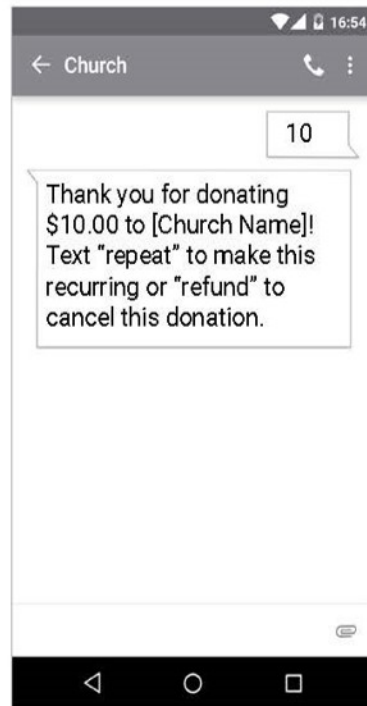 16:54
Church
10
Thank you for donating
$10.00 to [Church Name]!
Text “repeat” to make this
recurring or “refund” to
cancel this donation.